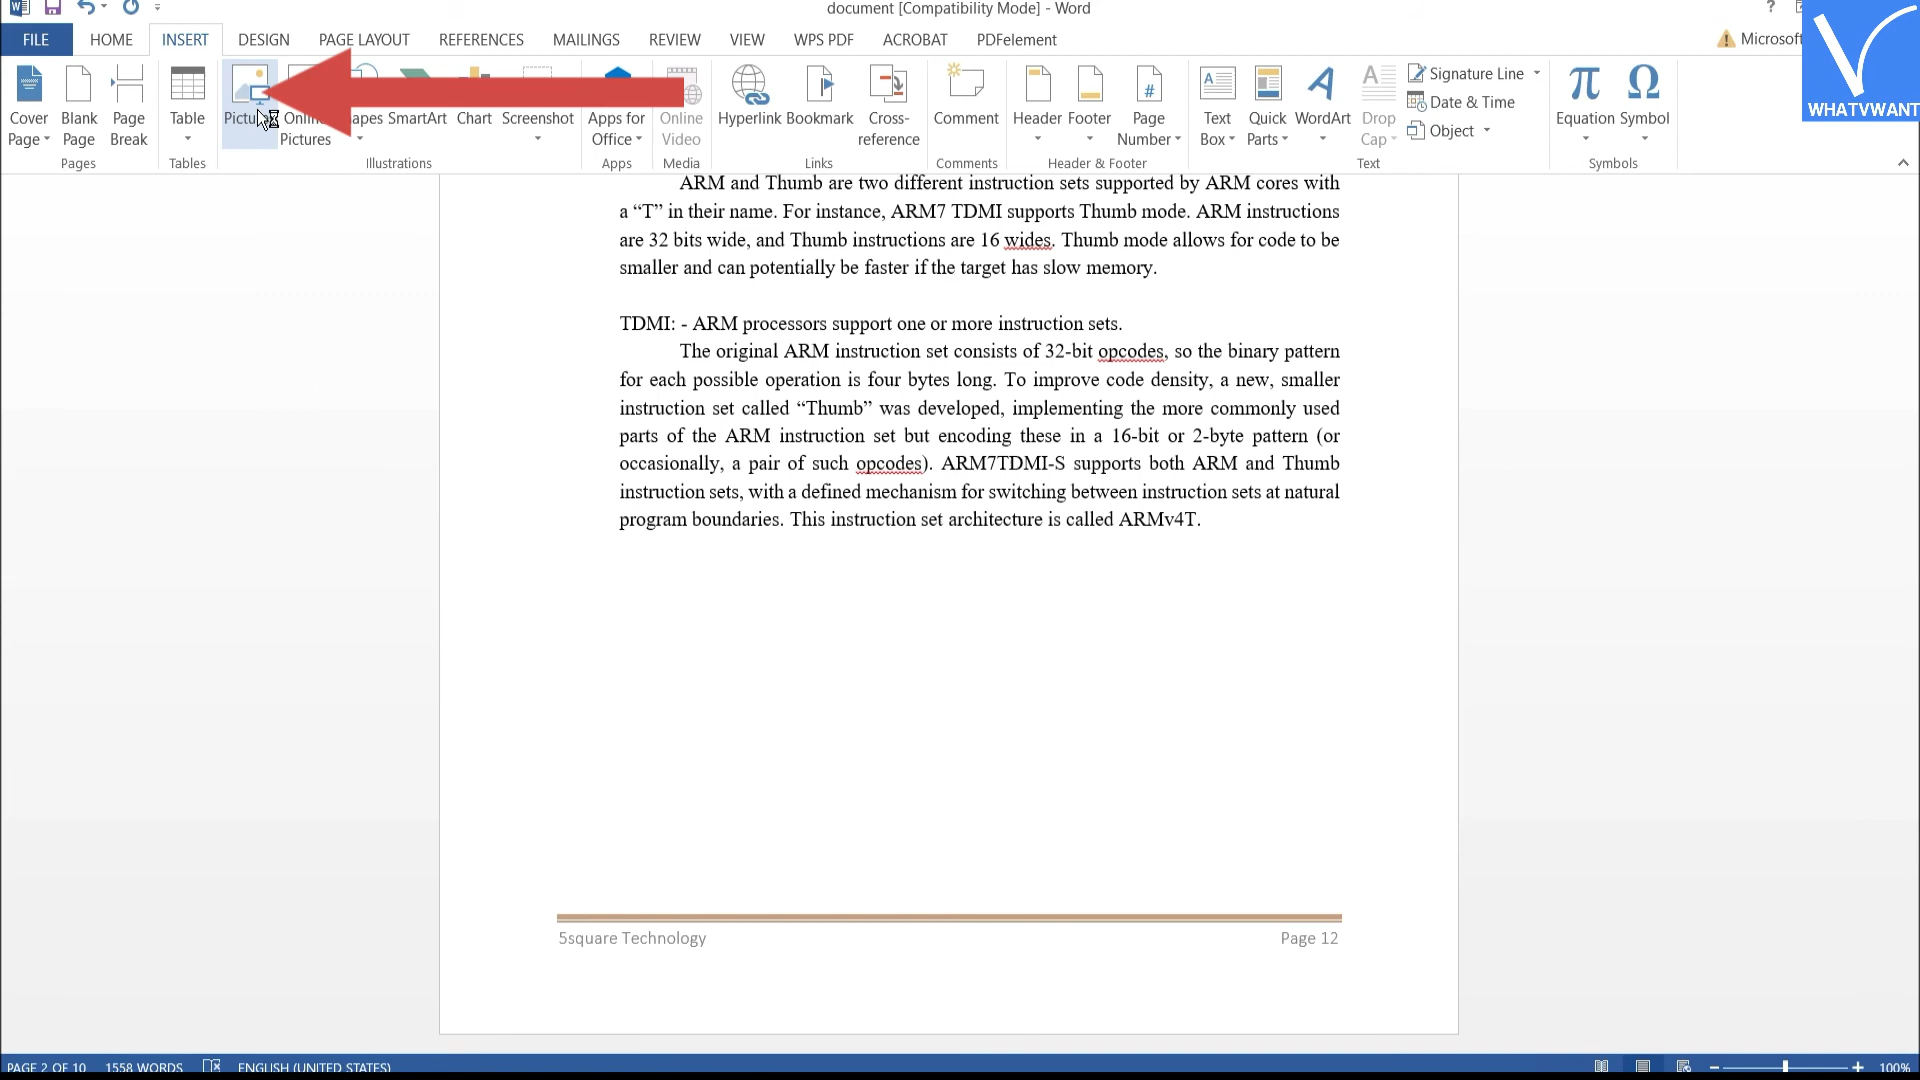 document [Compatibility Mode] - Word
FILE HOME INSERT DESIGN PAGE LAYOUT REFERENCES MAILINGS REVIEW VIEW WPS PDF ACROBAT PDFelement
Microsoft
WHATVWANT
Cover Page
Blank Page
Page Break
Pages
Table
Tables
Online Pictures
SmartArt
Chart
Screenshot
Illustrations
Apps for Office
Apps
Online Video
Media
Hyperlink
Bookmark
Cross-reference
Links
Comment
Comments
Header
Footer
Page Number
Header & Footer
Text Box
Quick Parts
WordArt
Drop Cap
Signature Line
Date & Time
Object
Text
Equation
Symbol
Symbols
ARM and Thumb are two different instruction sets supported by ARM cores with
a “T” in their name. For instance, ARM7 TDMI supports Thumb mode. ARM instructions
are 32 bits wide, and Thumb instructions are 16 wides. Thumb mode allows for code to be
smaller and can potentially be faster if the target has slow memory.
TDMI: - ARM processors support one or more instruction sets.
The original ARM instruction set consists of 32-bit opcodes, so the binary pattern
for each possible operation is four bytes long. To improve code density, a new, smaller
instruction set called “Thumb” was developed, implementing the more commonly used
parts of the ARM instruction set but encoding these in a 16-bit or 2-byte pattern (or
occasionally, a pair of such opcodes). ARM7TDMI-S supports both ARM and Thumb
instruction sets, with a defined mechanism for switching between instruction sets at natural
program boundaries. This instruction set architecture is called ARMv4T.
5square Technology Page 12
PAGE 2 OF 10 1558 WORDS ENGLISH (UNITED STATES) 100%